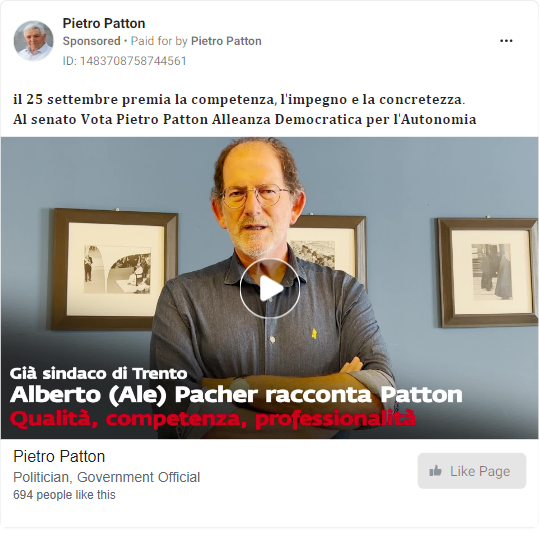 Pietro Patton
Sponsored • Paid for by Pietro Patton
ID: 1483708758744561
il 25 settembre premia la competenza, l'impegno e la concretezza.
Al senato Vota Pietro Patton Alleanza Democratica per l'Autonomia
Già sindaco di Trento
Alberto (Ale) Pacher racconta Patton
Qualità, competenza, professionalità
Pietro Patton
Politician, Government Official
694 people like this
Like Page